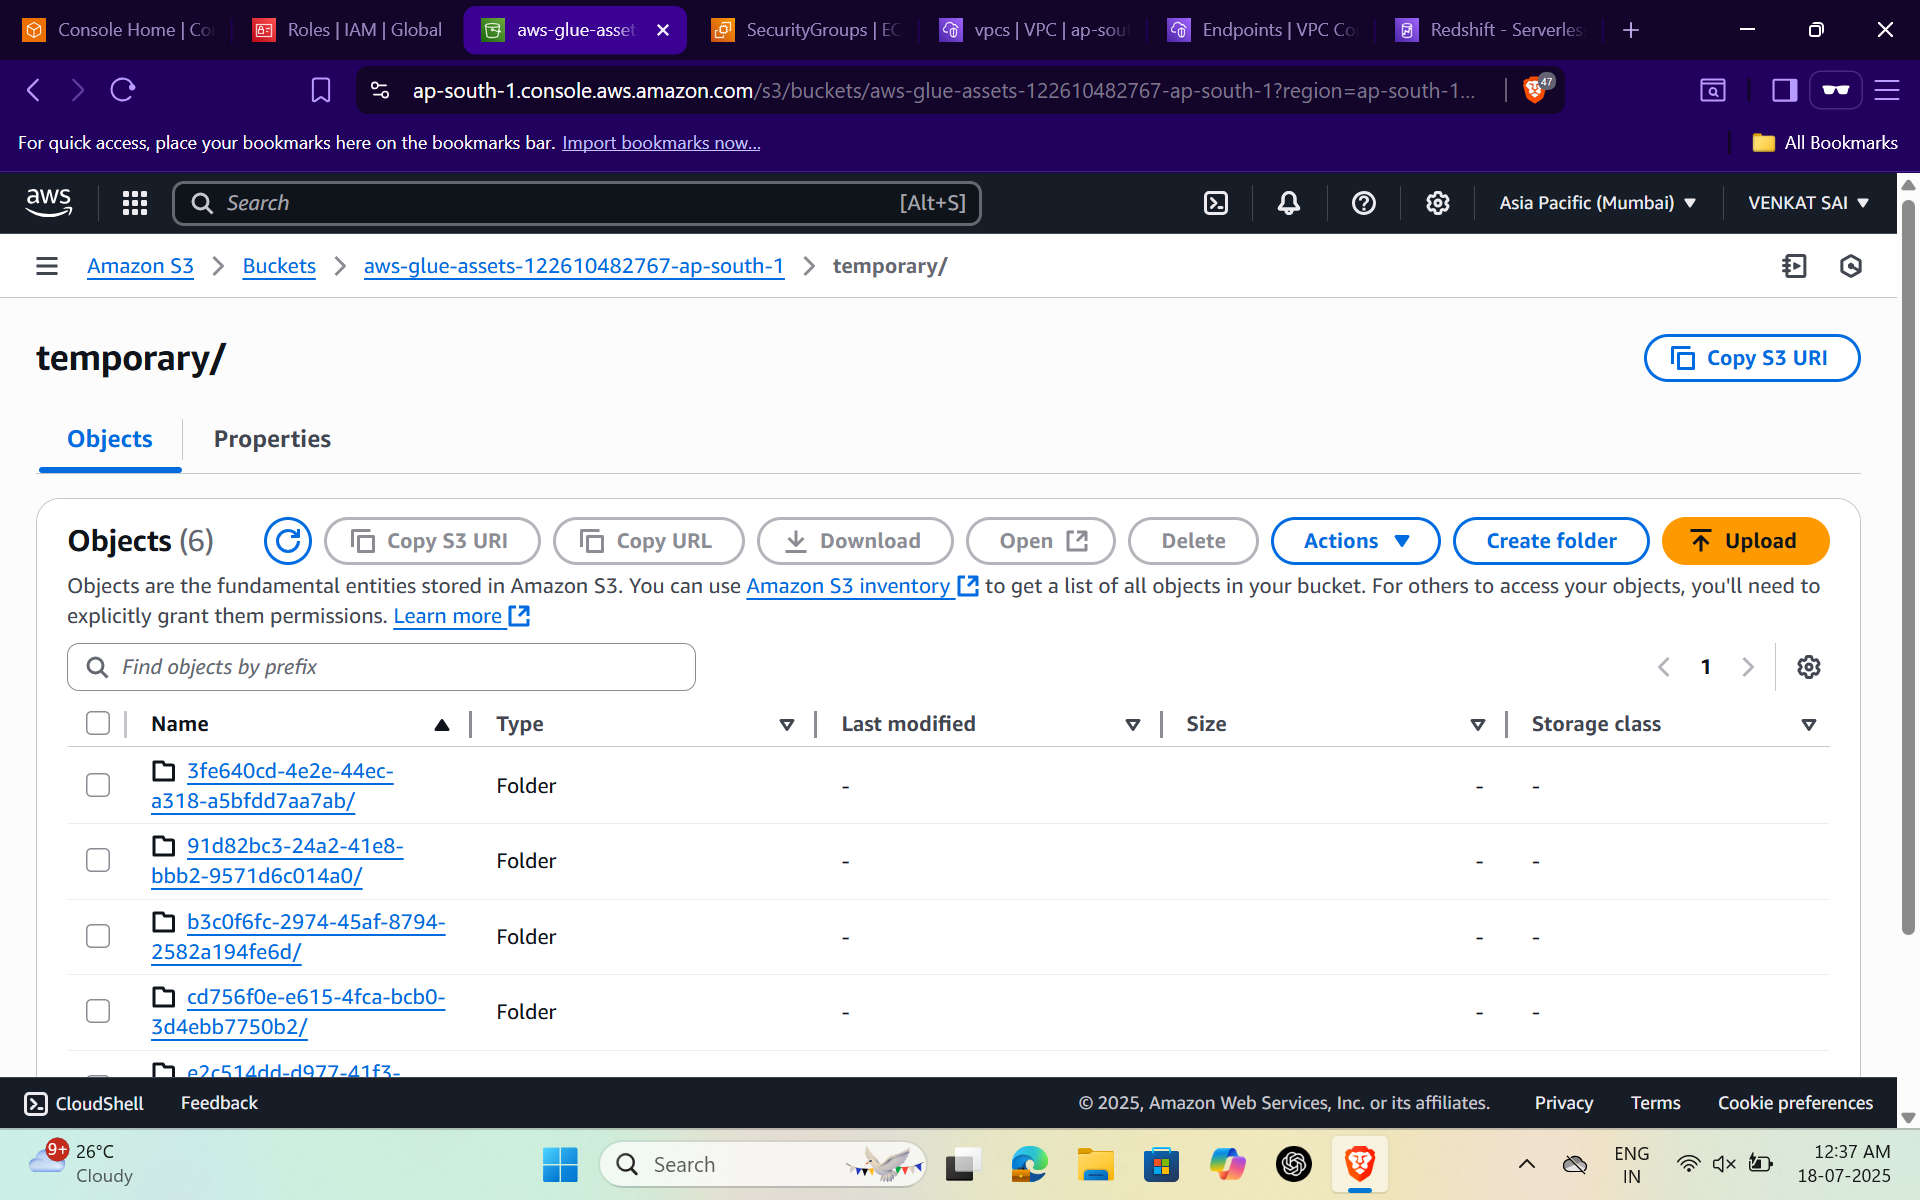 Console Home | Co
Roles | IAM | Global
aws-glue-asset
SecurityGroups | EC
vpcs | VPC | ap-sou
Endpoints | VPC Co
Redshift - Serverles
ap-south-1.console.aws.amazon.com/s3/buckets/aws-glue-assets-122610482767-ap-south-1?region=ap-south-1...
47
For quick access, place your bookmarks here on the bookmarks bar. Import bookmarks now...
All Bookmarks
aws
Search
[Alt+S]
Asia Pacific (Mumbai)
VENKAT SAI
Amazon S3
Buckets
aws-glue-assets-122610482767-ap-south-1
temporary/
temporary/
Copy S3 URI
Objects
Properties
Objects (6)
Copy S3 URI
Copy URL
Download
Open
Delete
Actions
Create folder
Upload
Objects are the fundamental entities stored in Amazon S3. You can use Amazon S3 inventory to get a list of all objects in your bucket. For others to access your objects, you'll need to
explicitly grant them permissions. Learn more
Find objects by prefix
1
Name
Type
Last modified
Size
Storage class
3fe640cd-4e2e-44ec-
a318-a5bfdd7aa7ab/
Folder
-
-
-
91d82bc3-24a2-41e8-
bbb2-9571d6c014a0/
Folder
-
-
-
b3c0f6fc-2974-45af-8794-
2582a194fe6d/
Folder
-
-
-
cd756f0e-e615-4fca-bcb0-
3d4ebb7750b2/
Folder
-
-
-
e2c514dd-d977-41f3-
CloudShell
Feedback
© 2025, Amazon Web Services, Inc. or its affiliates.
Privacy
Terms
Cookie preferences
9+
26°C
Cloudy
Search
ENG
IN
12:37 AM
18-07-2025